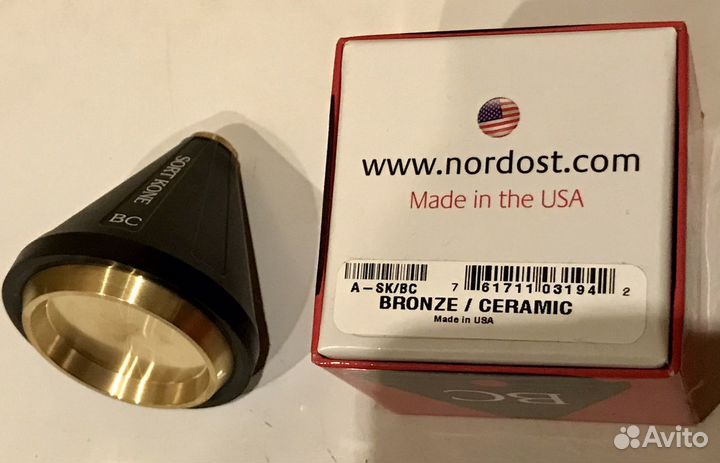 SORT KONE
BC
www.nordost.com
Made in the USA
A-SK/BC
7 61711 03194 2
BRONZE / CERAMIC
Made in USA
BC
Avito